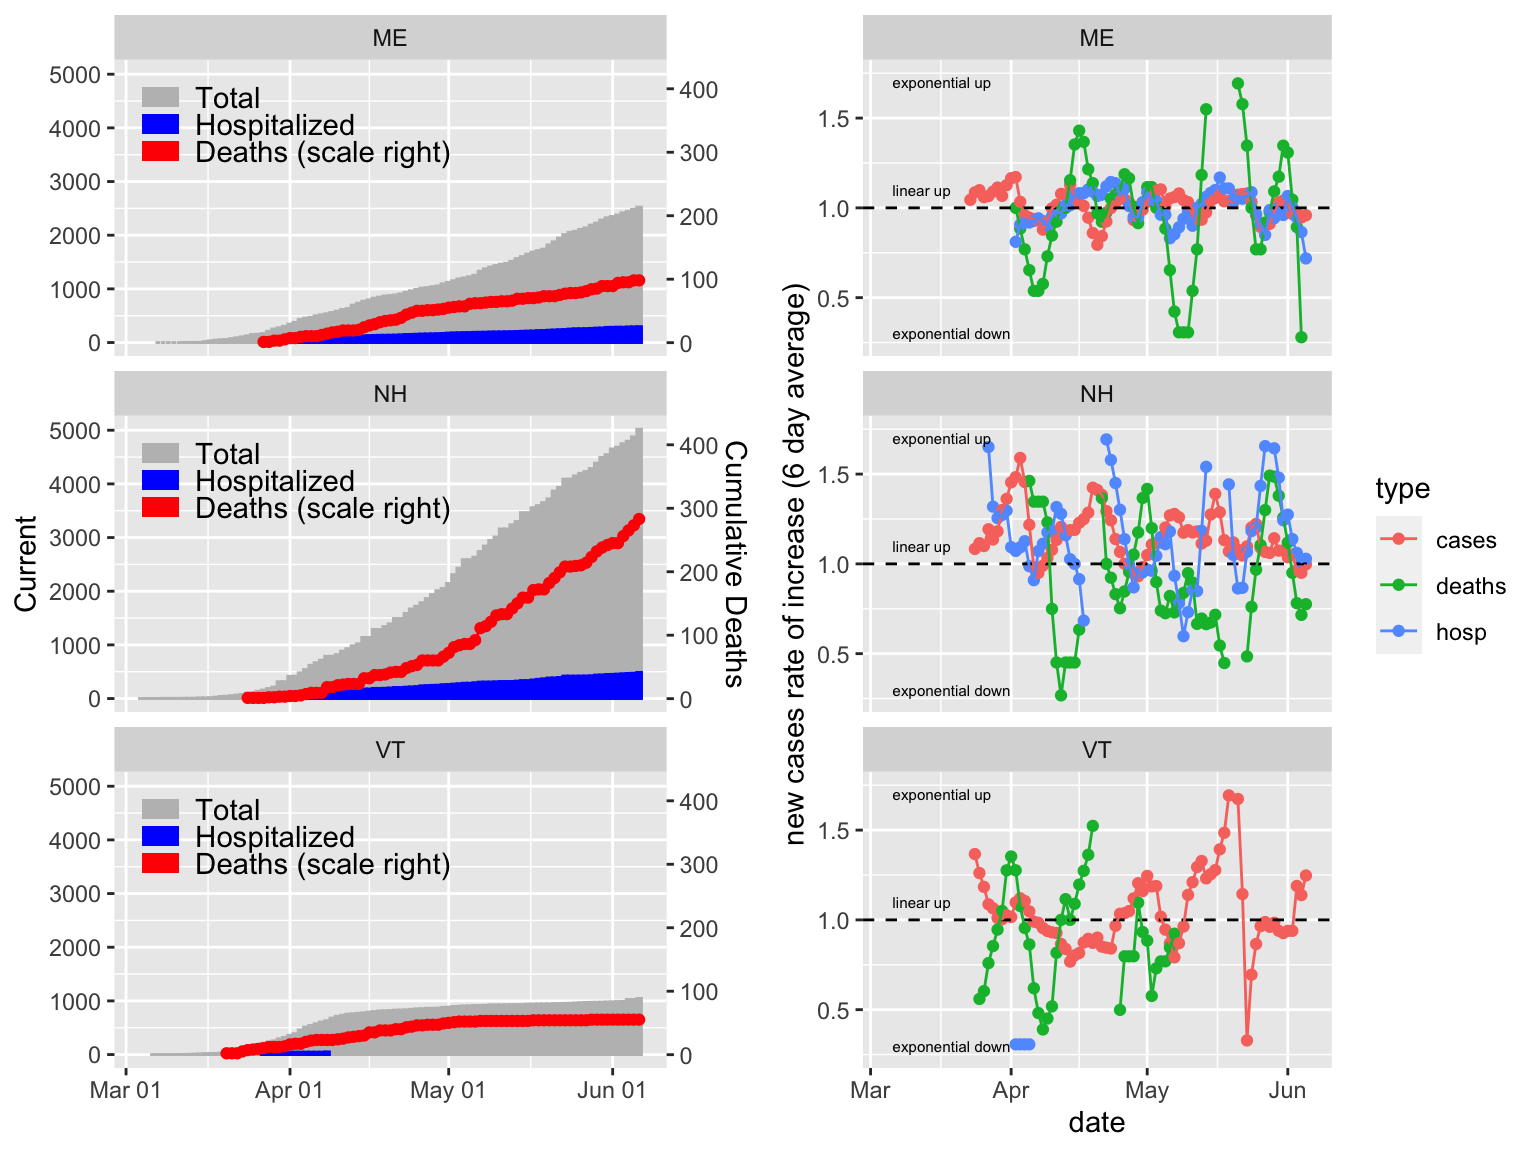 ME
5000
4000
3000
2000
1000
0
Total
Hospitalized
Deaths (scale right)
400
300
200
100
0
NH
5000
4000
3000
2000
1000
0
Total
Hospitalized
Deaths (scale right)
400
300
200
100
0
VT
5000
4000
3000
2000
1000
0
Total
Hospitalized
Deaths (scale right)
400
300
200
100
0
Mar 01
Apr 01
May 01
Jun 01
Current
Cumulative Deaths
new cases rate of increase (6 day average)
ME
1.5
1.0
0.5
exponential up
linear up
exponential down
NH
1.5
1.0
0.5
exponential up
linear up
exponential down
VT
1.5
1.0
0.5
exponential up
linear up
exponential down
Mar
Apr
May
Jun
date
type
cases
deaths
hosp